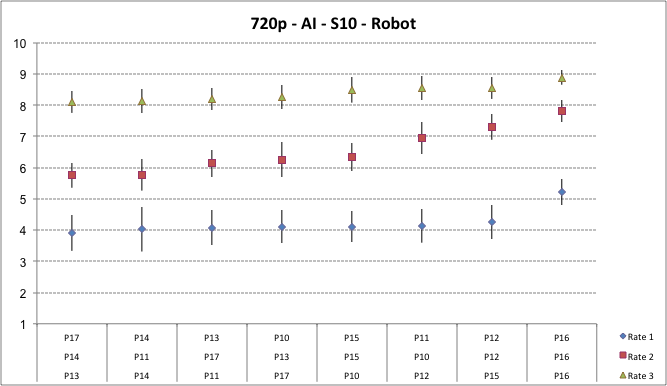 720p - AI - S10 - Robot
10
9
8
7
6
5
4
3
2
1
P17 P14 P13 P10 P15 P11 P12 P16
P14 P11 P17 P13 P15 P10 P12 P16
P13 P14 P11 P17 P10 P12 P15 P16
Rate 1
Rate 2
Rate 3